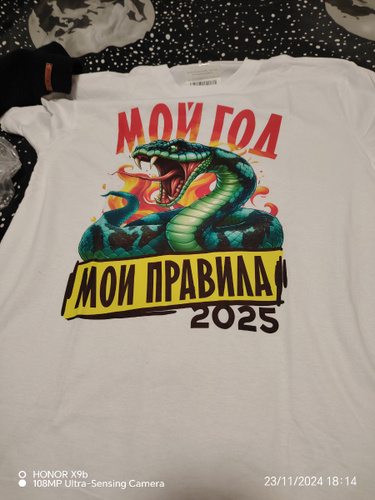 МОЙ ГОД
МОИ ПРАВИЛА
2025
HONOR X9b
108MP Ultra-Sensing Camera
23/11/2024 18:14